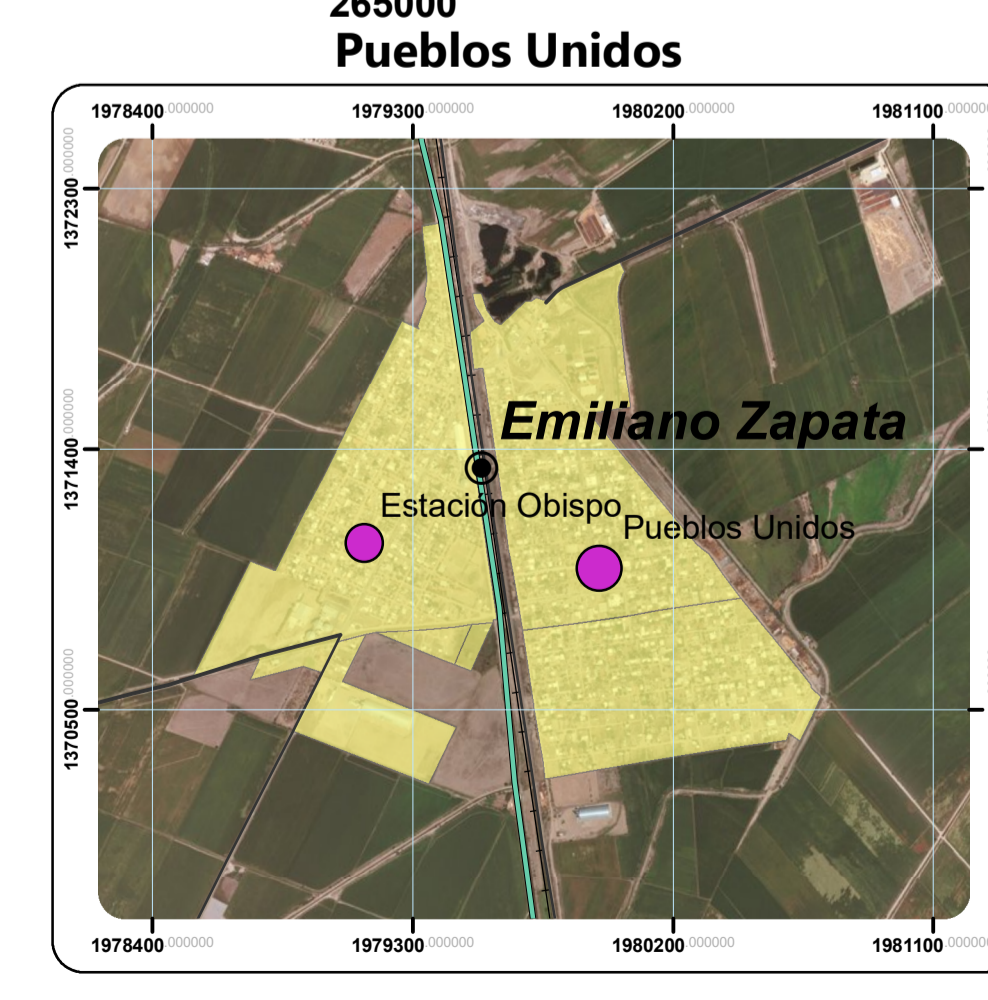 265000
Pueblos Unidos
1978400.000000 1979300.000000 1980200.000000 1981100.000000
1372300.000000
Emiliano Zapata
1371400.000000
Estación Obispo
Pueblos Unidos
1370500.000000
1978400.000000 1979300.000000 1980200.000000 1981100.000000